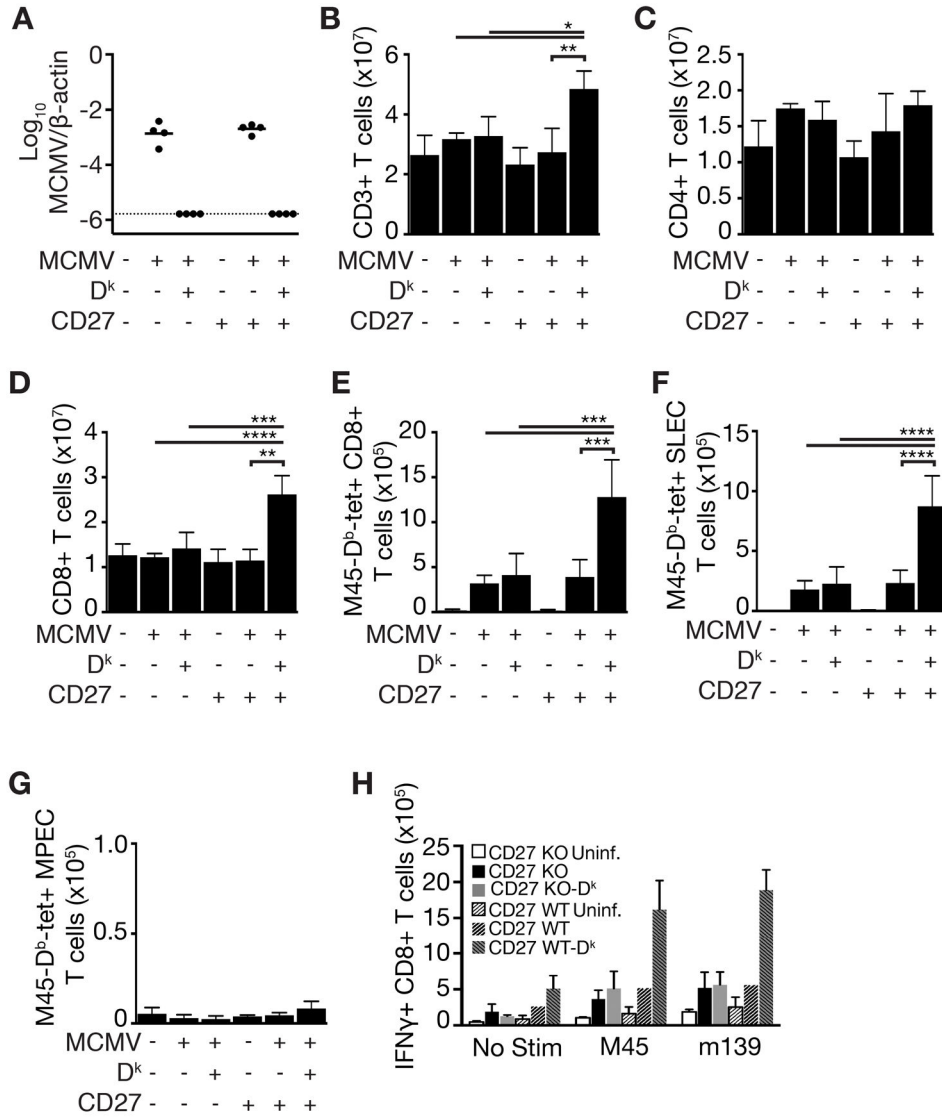 A
Log10
MCMV/β-actin
0
-2
-4
-6
MCMV - + + - + +
Dk - - + - - +
CD27 - - - + + +
B
CD3+ T cells (x10⁷)
6
4
2
0
*
**
MCMV - + + - + +
Dk - - + - - +
CD27 - - - + + +
C
CD4+ T cells (x10⁷)
2.0
1.5
1.0
0.5
0
MCMV - + + - + +
Dk - - + - - +
CD27 - - - + + +
D
CD8+ T cells (x10⁷)
4
3
2
1
0
***
****
**
MCMV - + + - + +
Dk - - + - - +
CD27 - - - + + +
E
M45-Db-tet+ CD8+
T cells (x10⁵)
20
15
10
5
0
***
***
MCMV - + + - + +
Dk - - + - - +
CD27 - - - + + +
F
M45-Db-tet+ SLEC
T cells (x10⁵)
15
10
5
0
****
****
MCMV - + + - + +
Dk - - + - - +
CD27 - - - + + +
G
M45-Db-tet+ MPEC
T cells (x10⁵)
1.0
0.5
0
MCMV - + + - + +
Dk - - + - - +
CD27 - - - + + +
H
IFNγ+ CD8+ T cells (x10⁵)
25
20
15
10
5
0
CD27 KO Uninf.
CD27 KO
CD27 KO-Dk
CD27 WT Uninf.
CD27 WT
CD27 WT-Dk
No Stim M45 m139